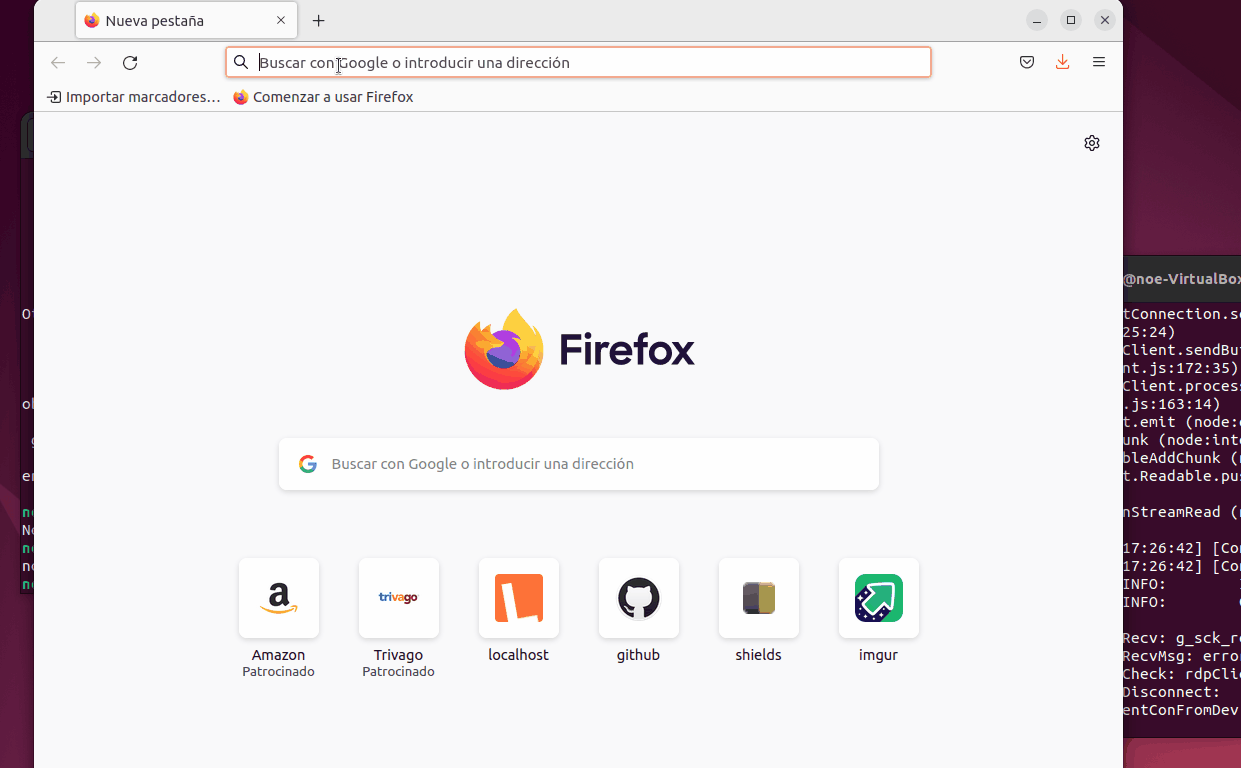 Nueva pestaña
Buscar con Google o introducir una dirección
Importar marcadores…
Comenzar a usar Firefox
Firefox
Buscar con Google o introducir una dirección
a
trivago
Amazon
Patrocinado
Trivago
Patrocinado
localhost
github
shields
imgur
@noe-VirtualBox
tConnection.se
25:24)
Client.sendBu
nt.js:172:35)
Client.process
.js:163:14)
t.emit (node:
unk (node:int
bleAddChunk (
t.Readable.pu
nStreamRead (
17:26:42] [Co
17:26:42] [Co
INFO:
INFO:
Recv: g_sck_r
RecvMsg: erro
Check: rdpCli
Disconnect:
entConFromDev